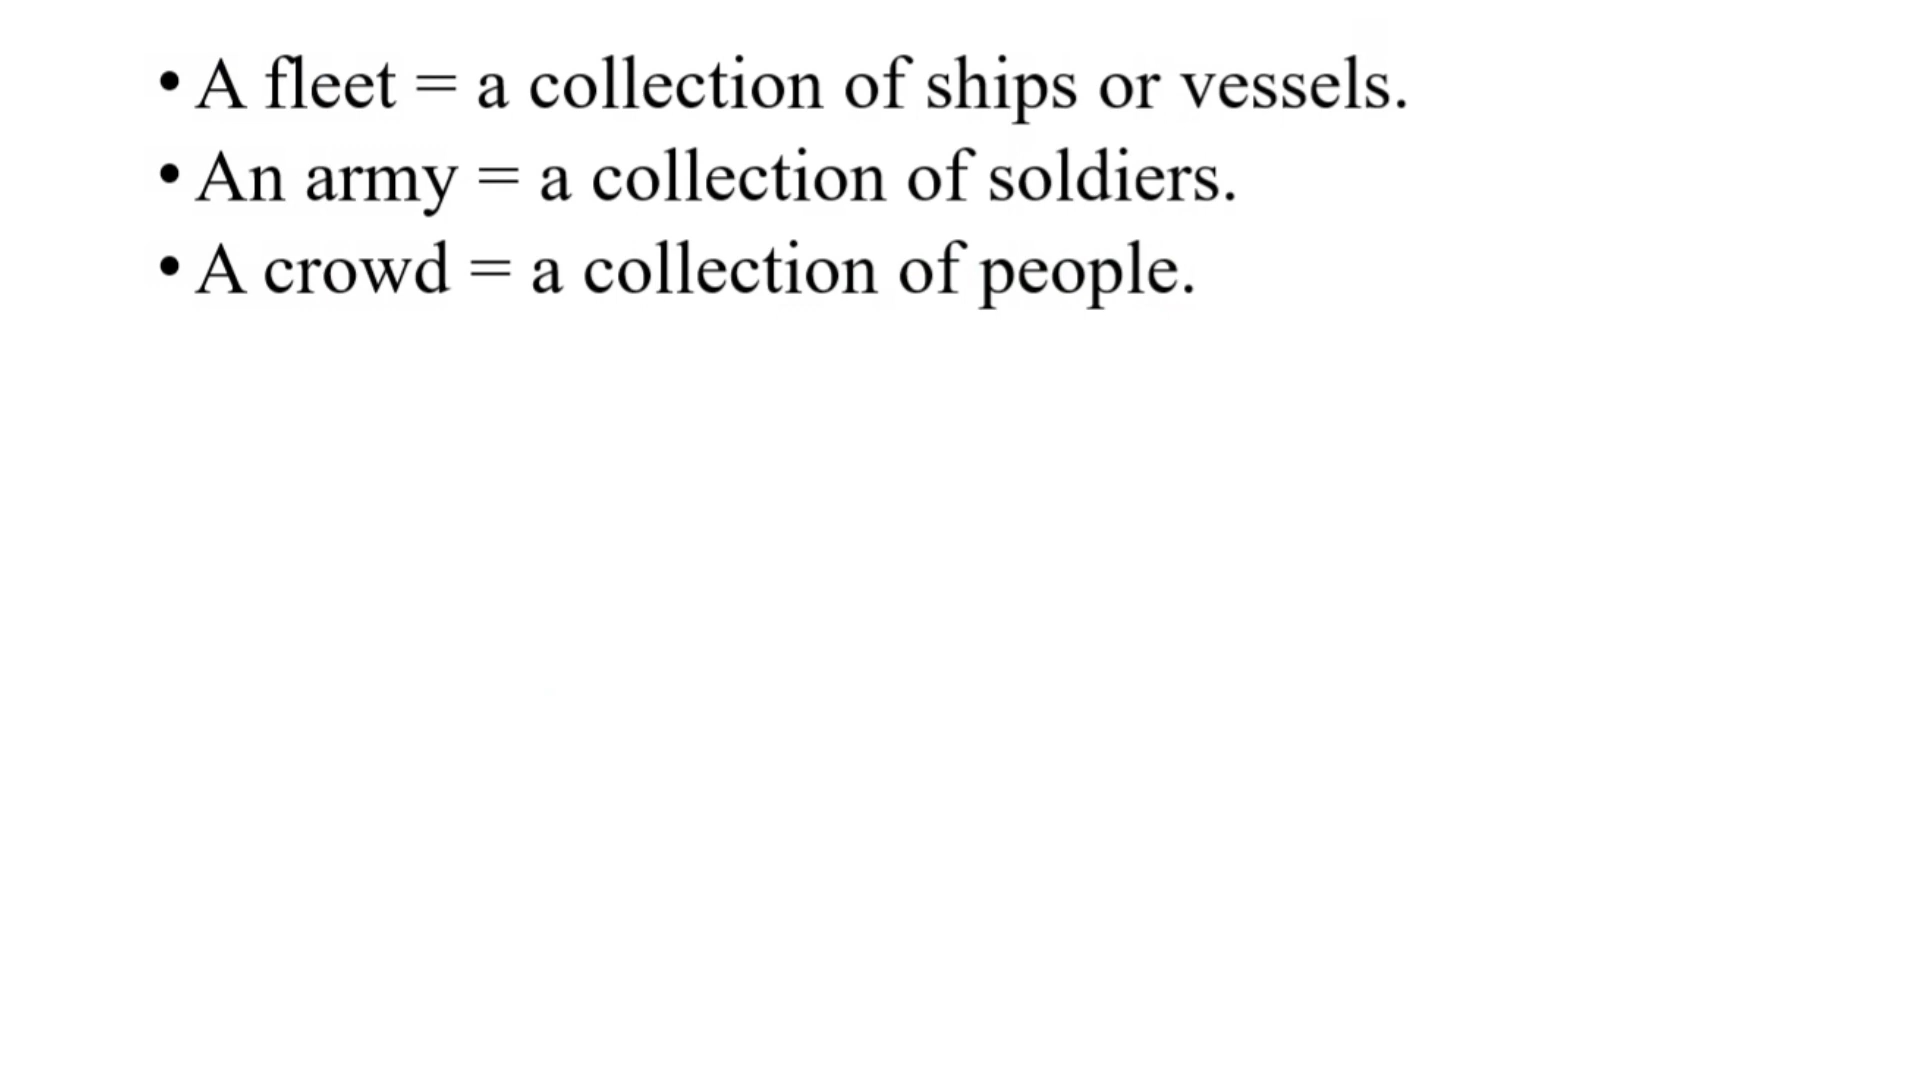 • A fleet = a collection of ships or vessels.
• An army = a collection of soldiers.
• A crowd = a collection of people.